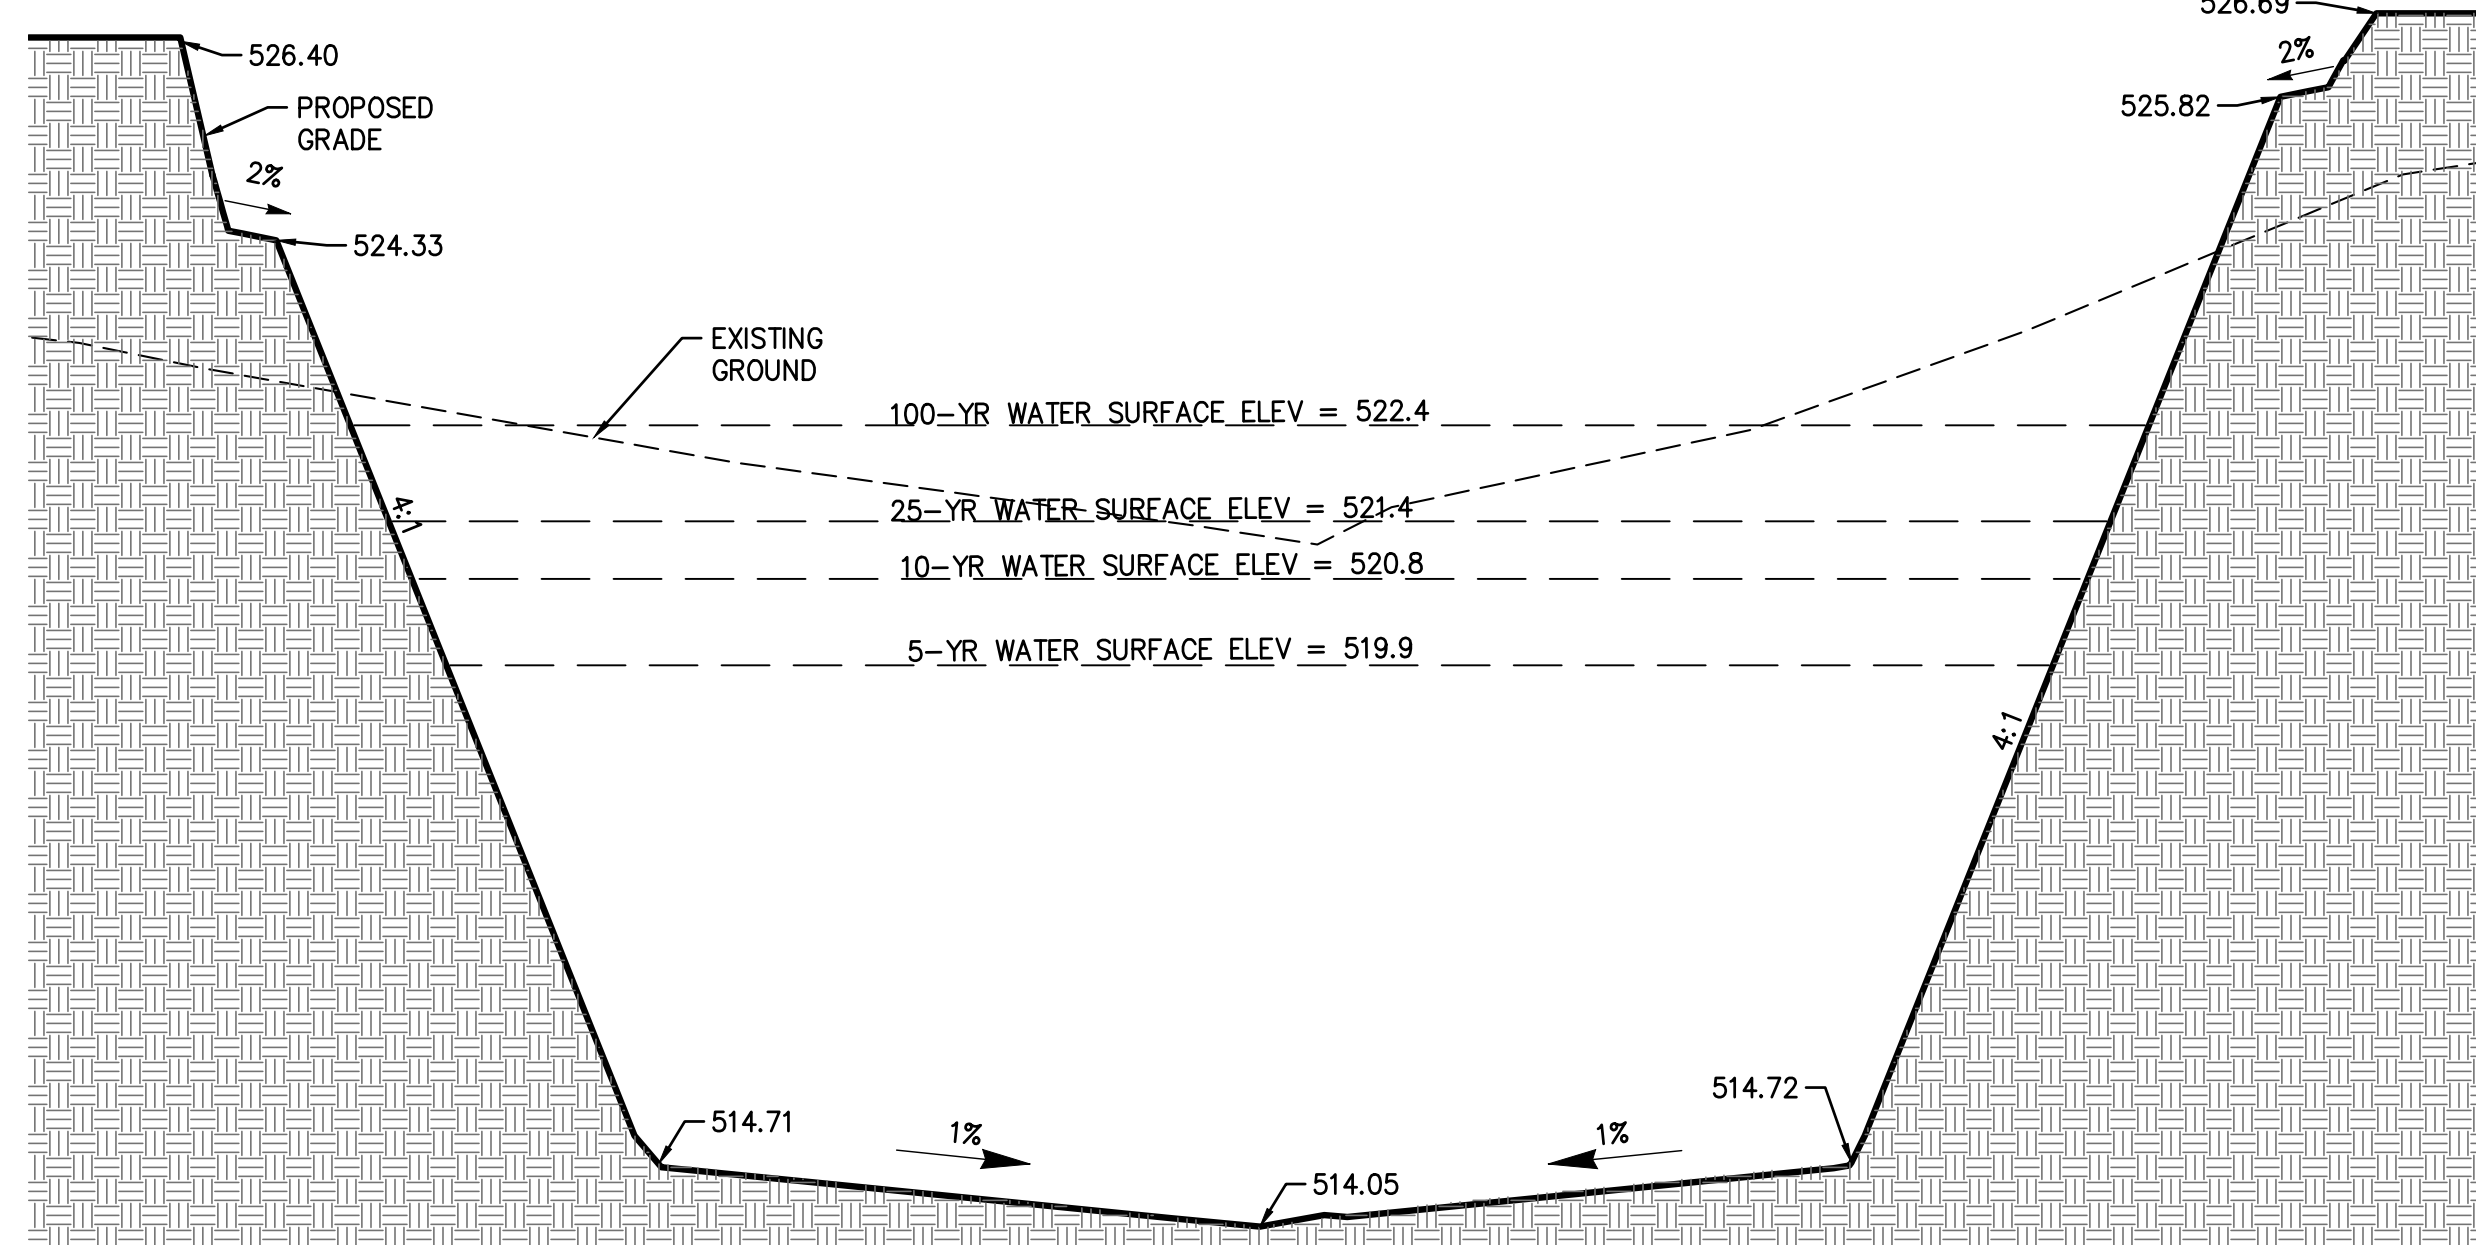 526.69
526.40
2%
PROPOSED
GRADE
525.82
2%
524.33
EXISTING
GROUND
100-YR WATER SURFACE ELEV = 522.4
4:1
25-YR WATER SURFACE ELEV = 521.4
10-YR WATER SURFACE ELEV = 520.8
5-YR WATER SURFACE ELEV = 519.9
4:1
514.72
514.71
1%
1%
514.05